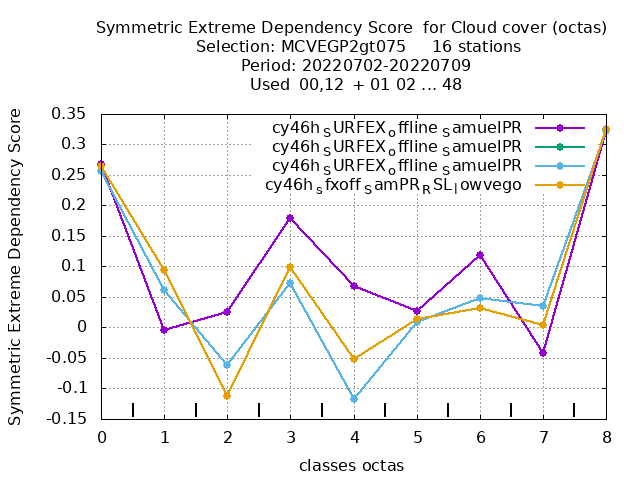 Symmetric Extreme Dependency Score  for Cloud cover (octas)
Selection: MCVEGP2gt075     16 stations
Period: 20220702-20220709
Used  00,12  + 01 02 ... 48
Symmetric Extreme Dependency Score
0.35
0.3
0.25
0.2
0.15
0.1
0.05
0
-0.05
-0.1
-0.15
cy46h_SURFEX_offline_SamuelPR
cy46h_SURFEX_offline_SamuelPR
cy46h_SURFEX_offline_SamuelPR
cy46h_sfxoff_SamPR_RSL_lowvego
0 1 2 3 4 5 6 7 8
classes octas